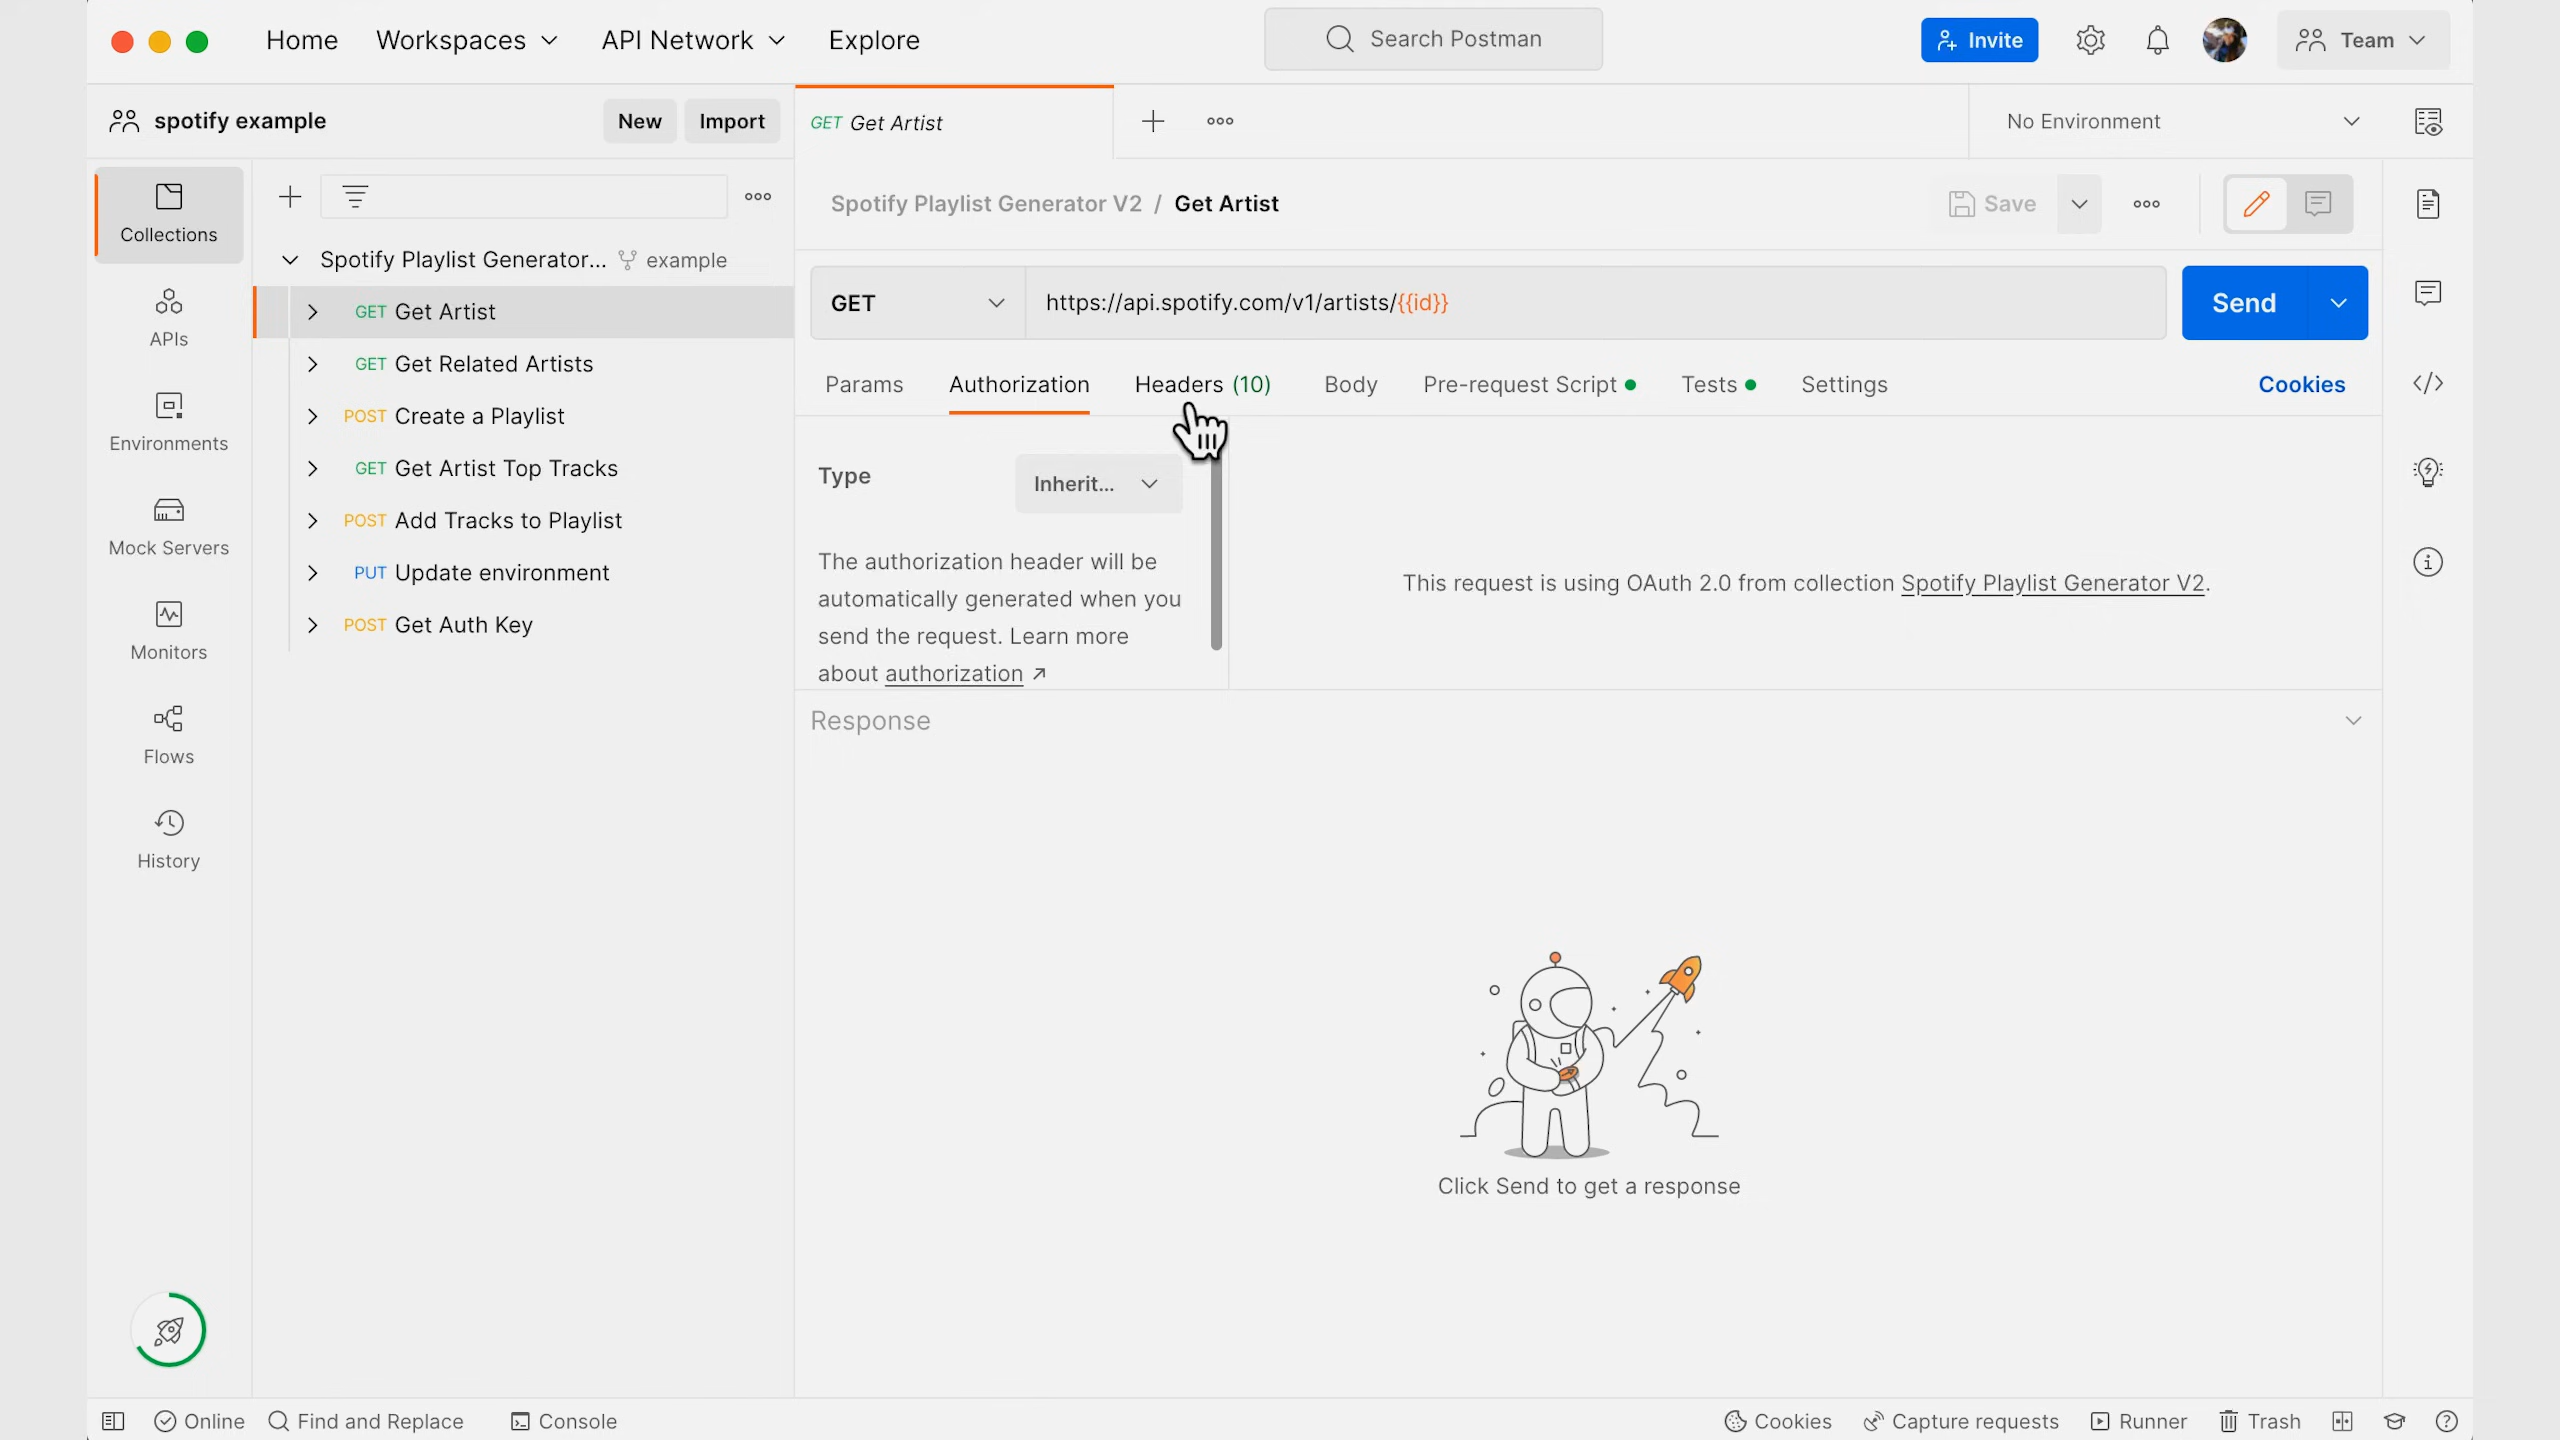 Home Workspaces API Network Explore Search Postman Invite Team
spotify example New Import GET Get Artist No Environment
Collections
APIs
Environments
Mock Servers
Monitors
Flows
History
Spotify Playlist Generator... example
GET Get Artist
GET Get Related Artists
POST Create a Playlist
GET Get Artist Top Tracks
POST Add Tracks to Playlist
PUT Update environment
POST Get Auth Key
Spotify Playlist Generator V2 / Get Artist Save
GET https://api.spotify.com/v1/artists/{{id}} Send
Params Authorization Headers (10) Body Pre-request Script Tests Settings Cookies
Type Inherit...
The authorization header will be
automatically generated when you
send the request. Learn more
about authorization ↗
This request is using OAuth 2.0 from collection Spotify Playlist Generator V2.
Response
Click Send to get a response
Online Find and Replace Console Cookies Capture requests Runner Trash